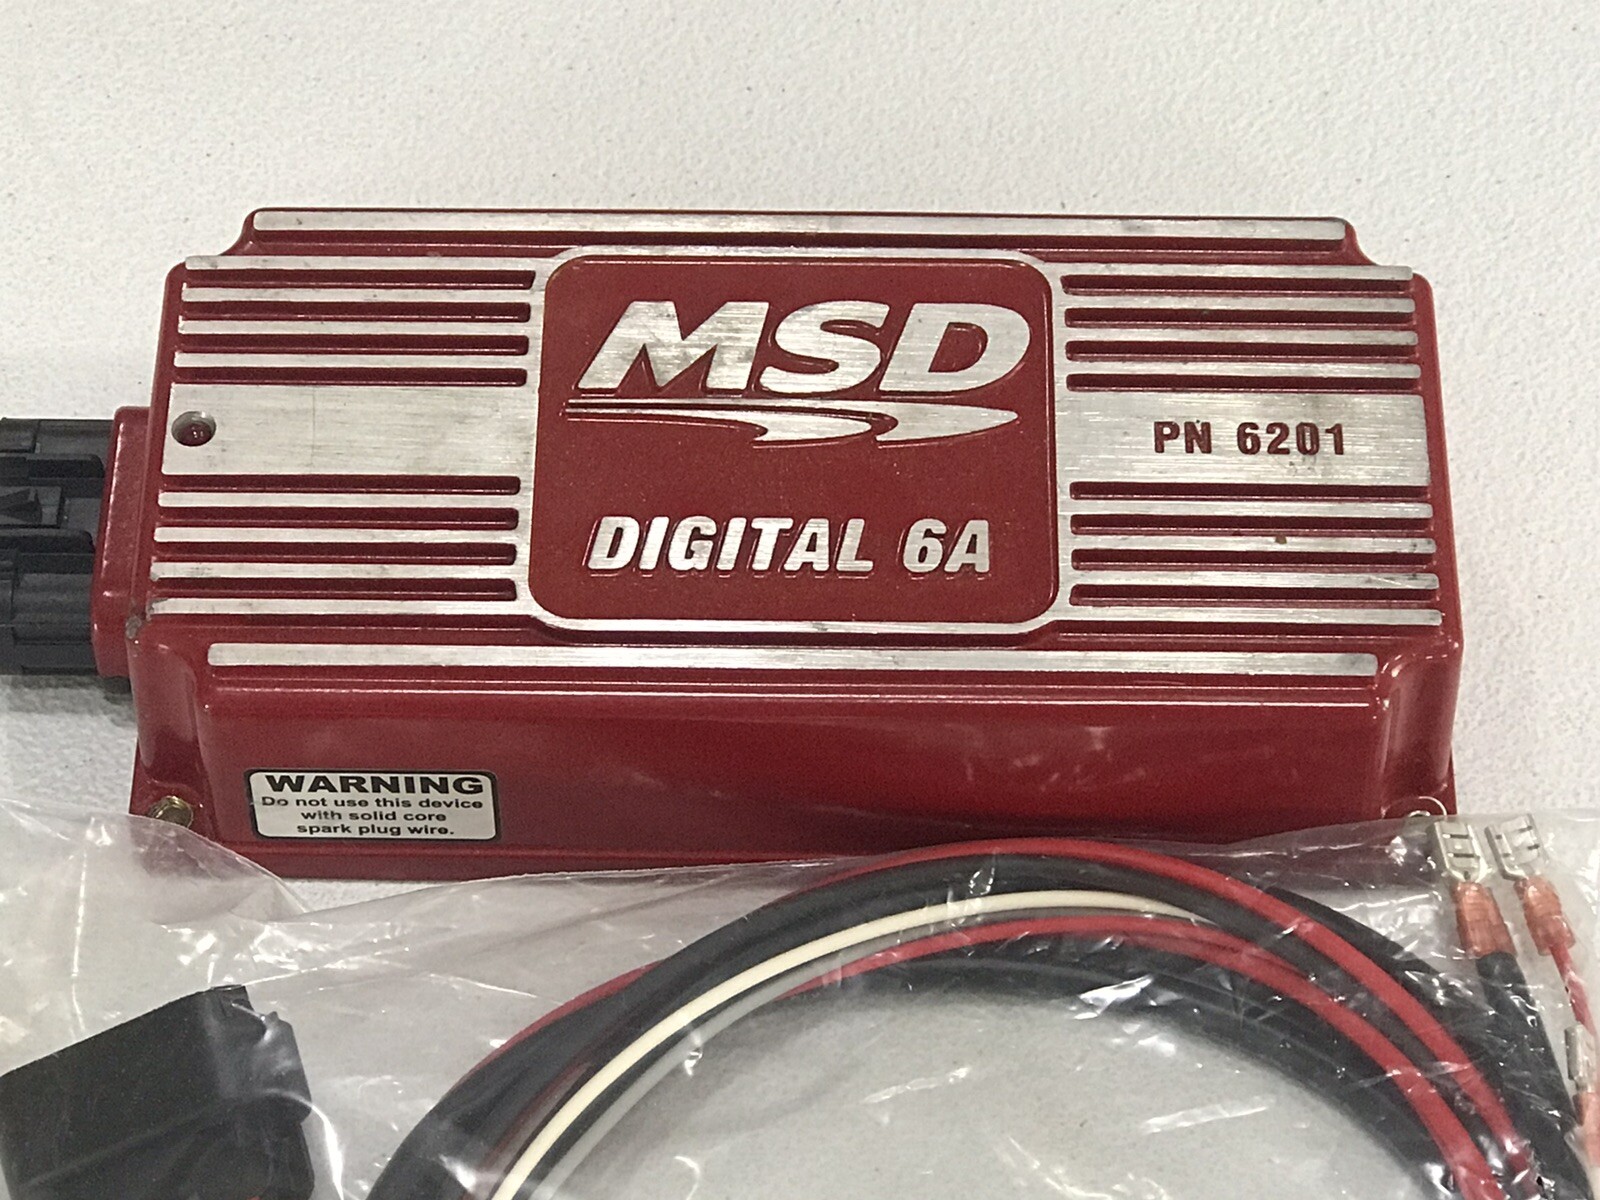 MSD
PN 6201
DIGITAL 6A
WARNING
Do not use this device
with solid core
spark plug wire.